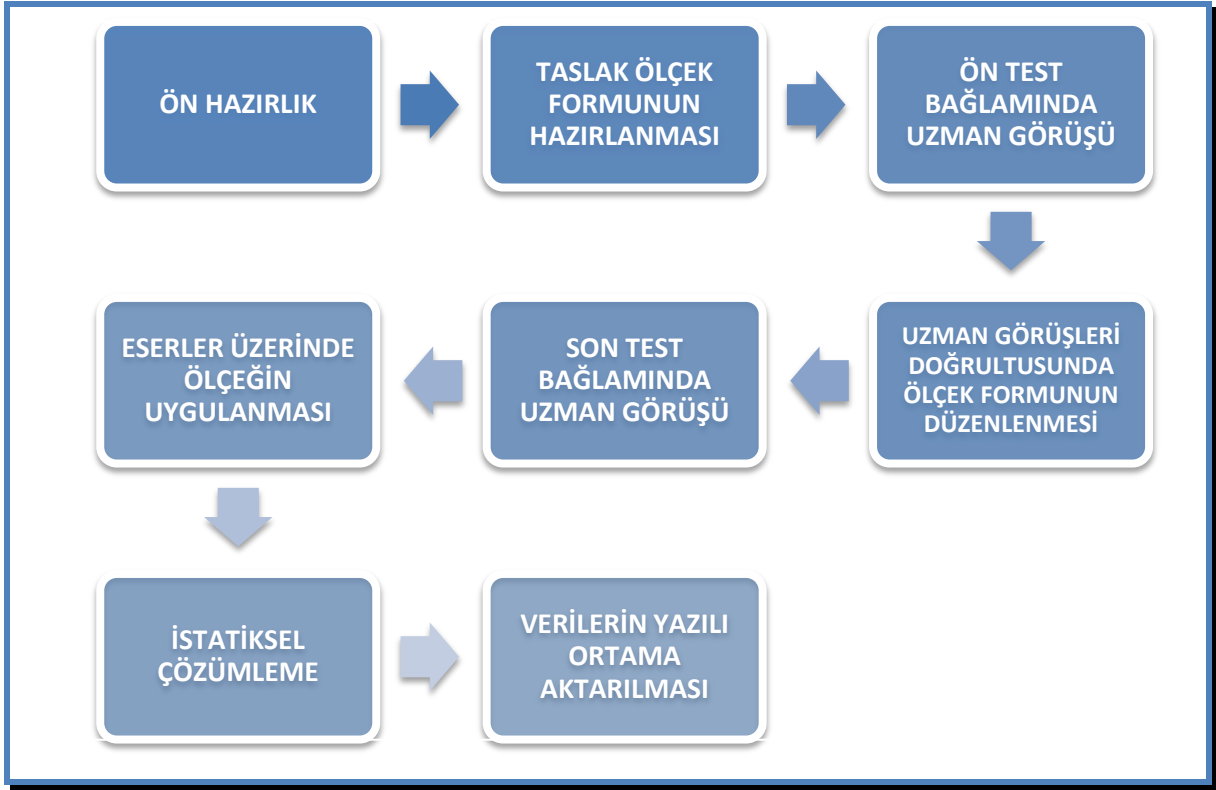 ÖN HAZIRLIK
TASLAK ÖLÇEK
FORMUNUN
HAZIRLANMASI
ÖN TEST
BAĞLAMINDA
UZMAN GÖRÜŞÜ
UZMAN GÖRÜŞLERİ
DOĞRULTUSUNDA
ÖLÇEK FORMUNUN
DÜZENLENMESİ
SON TEST
BAĞLAMINDA
UZMAN GÖRÜŞÜ
ESERLER ÜZERİNDE
ÖLÇEĞİN
UYGULANMASI
İSTATİKSEL
ÇÖZÜMLEME
VERİLERİN YAZILI
ORTAMA
AKTARILMASI